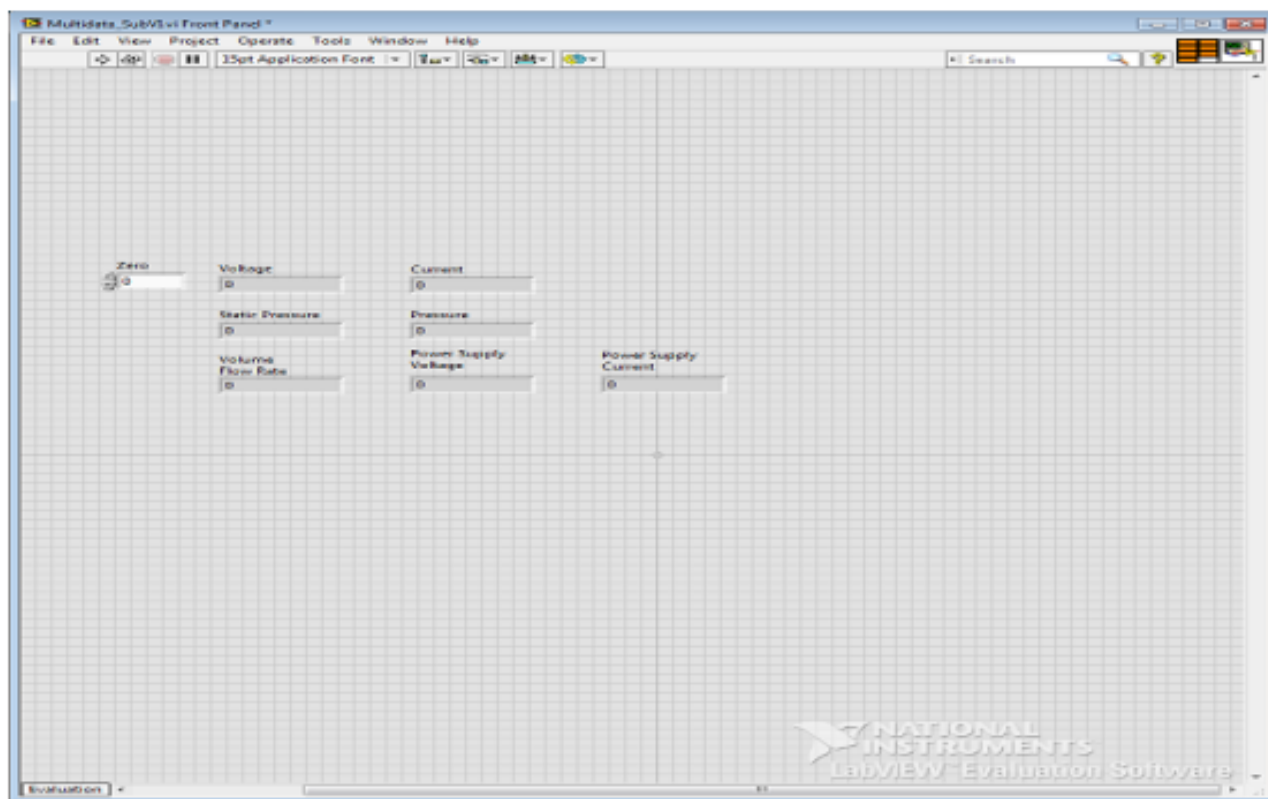 Multidata_SubVI.vi Front Panel *
File Edit View Project Operate Tools Window Help
15pt Application Font
Search
Zero
0
Voltage
0
Current
0
Static Pressure
0
Pressure
0
Volume
Flow Rate
0
Power Supply
Voltage
0
Power Supply
Current
0
NATIONAL
INSTRUMENTS
LabVIEW™ Evaluation Software
Evaluation